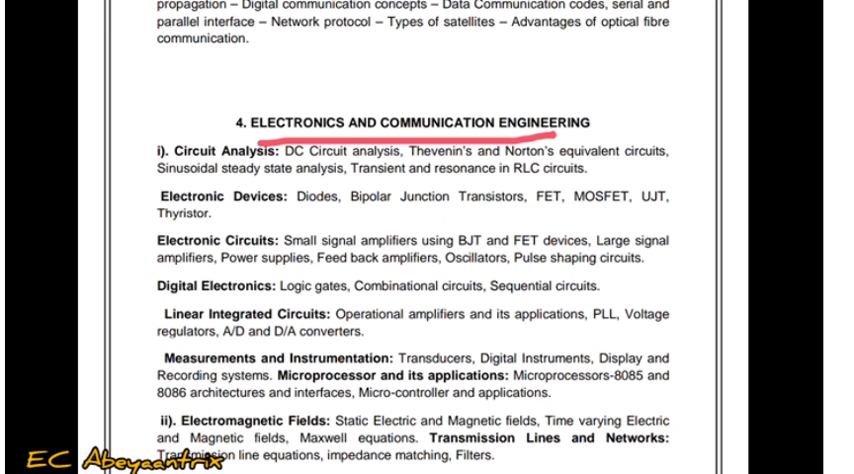 propagation – Digital communication concepts – Data Communication codes, serial and
parallel interface – Network protocol – Types of satellites – Advantages of optical fibre
communication.
4. ELECTRONICS AND COMMUNICATION ENGINEERING
i). Circuit Analysis: DC Circuit analysis, Thevenin's and Norton's equivalent circuits,
Sinusoidal steady state analysis, Transient and resonance in RLC circuits.
Electronic Devices: Diodes, Bipolar Junction Transistors, FET, MOSFET, UJT,
Thyristor.
Electronic Circuits: Small signal amplifiers using BJT and FET devices, Large signal
amplifiers, Power supplies, Feed back amplifiers, Oscillators, Pulse shaping circuits.
Digital Electronics: Logic gates, Combinational circuits, Sequential circuits.
Linear Integrated Circuits: Operational amplifiers and its applications, PLL, Voltage
regulators, A/D and D/A converters.
Measurements and Instrumentation: Transducers, Digital Instruments, Display and
Recording systems. Microprocessor and its applications: Microprocessors-8085 and
8086 architectures and interfaces, Micro-controller and applications.
ii). Electromagnetic Fields: Static Electric and Magnetic fields, Time varying Electric
and Magnetic fields, Maxwell equations. Transmission Lines and Networks:
Transmission line equations, impedance matching, Filters.
EC Abeyaantrix